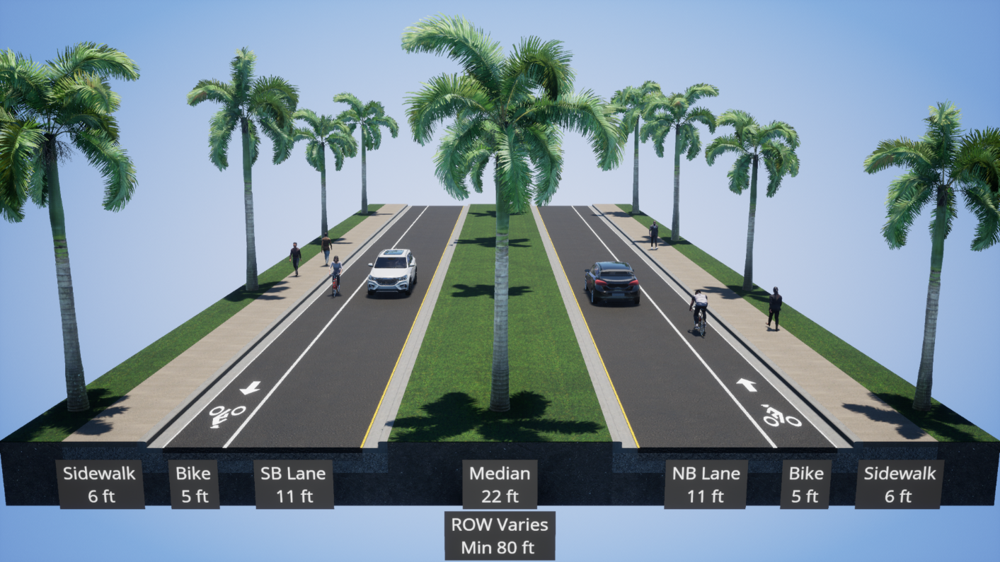 Sidewalk
6 ft
Bike
5 ft
SB Lane
11 ft
Median
22 ft
NB Lane
11 ft
Bike
5 ft
Sidewalk
6 ft
ROW Varies
Min 80 ft